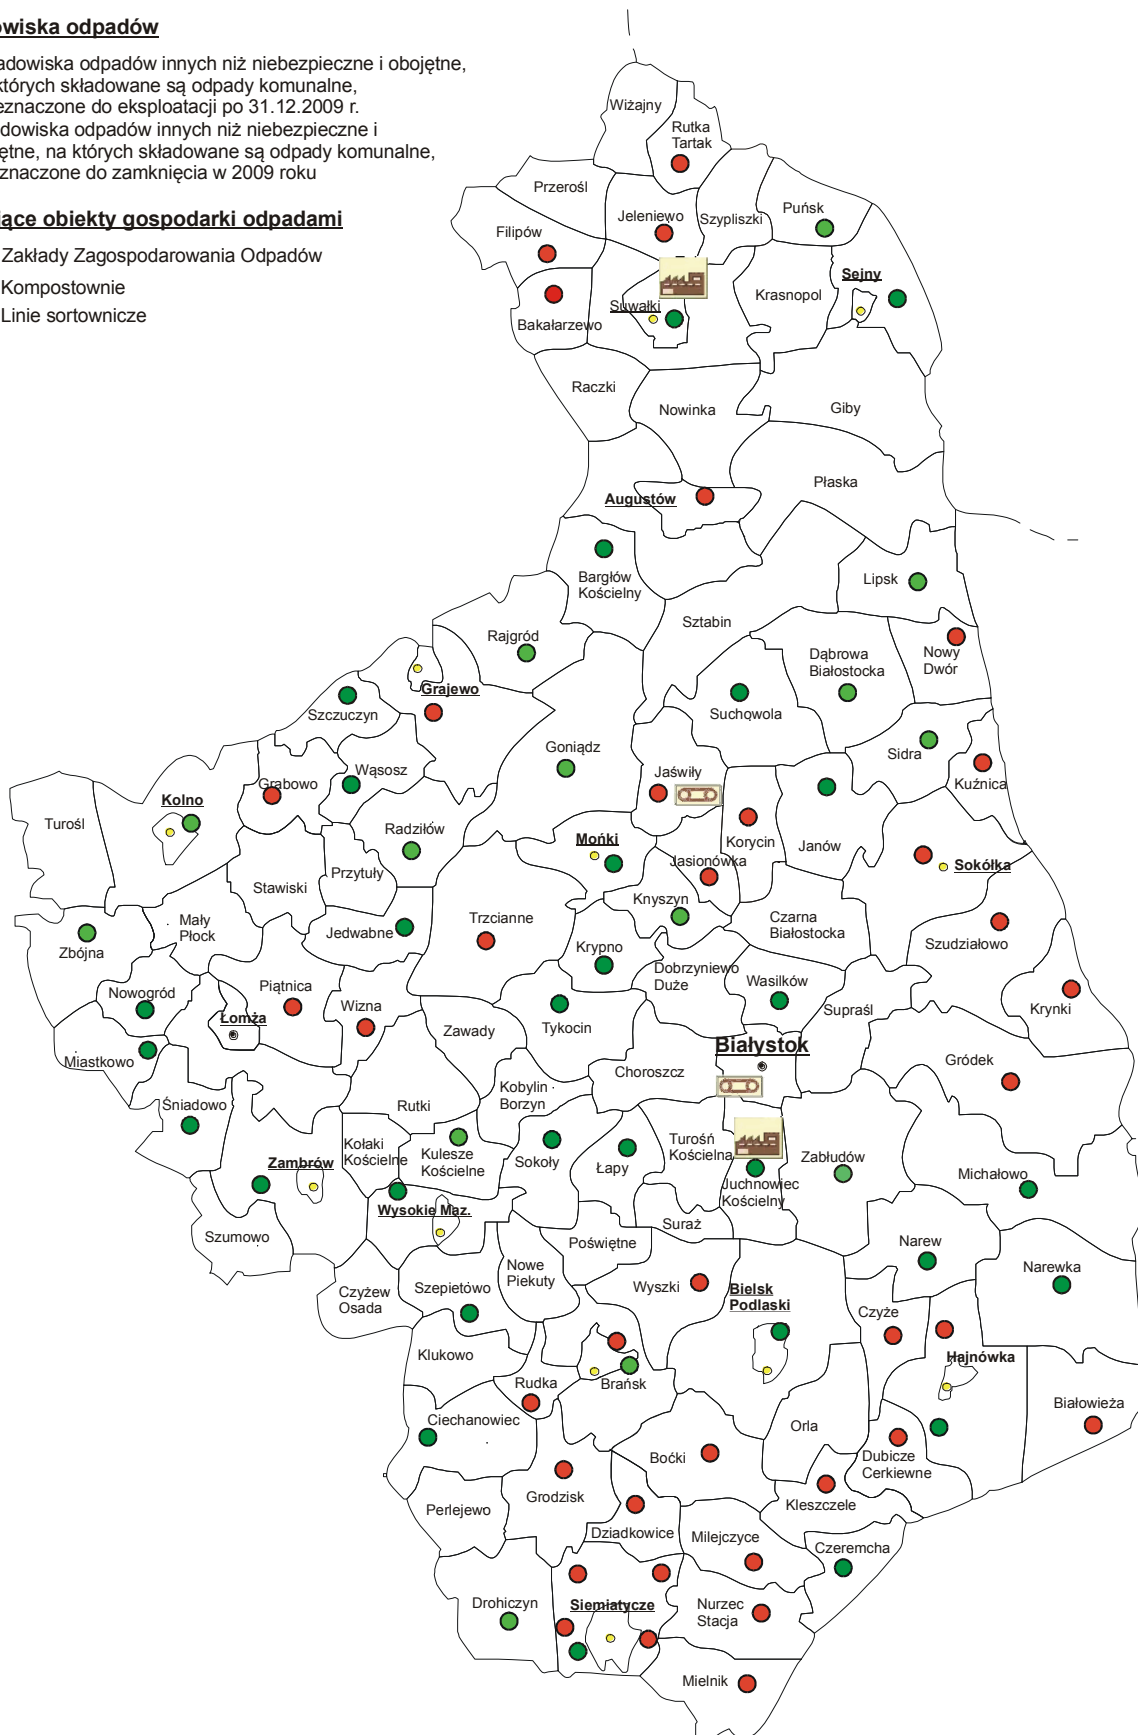 owiska odpadów
adowiska odpadów innych niż niebezpieczne i obojętne,
których składowane są odpady komunalne,
eznaczone do eksploatacji po 31.12.2009 r.
dowiska odpadów innych niż niebezpieczne i
ętne, na których składowane są odpady komunalne,
znaczone do zamknięcia w 2009 roku
iące obiekty gospodarki odpadami
Zakłady Zagospodarowania Odpadów
Kompostownie
Linie sortownicze
Wiżajny
Rutka
Tartak
Przerośl
Jeleniewo
Szypliszki
Puńsk
Filipów
Sejny
Krasnopol
Suwałki
Bakałarzewo
Raczki
Nowinka
Giby
Płaska
Augustów
Bargłów
Kościelny
Lipsk
Sztabin
Rajgród
Dąbrowa
Białostocka
Nowy
Dwór
Grajewo
Szczuczyn
Suchowola
Goniądz
Sidra
Wąsosz
Jaświły
Kuźnica
Grabowo
Kolno
Turośl
Radziłów
Mońki
Korycin
Janów
Jasionówka
Sokółka
Przytuły
Stawiski
Knyszyn
Mały
Płock
Trzcianne
Czarna
Białostocka
Jedwabne
Szudziałowo
Zbójna
Krypno
Dobrzyniewo
Duże
Wasilków
Nowogród
Piątnica
Wizna
Supraśl
Krynki
Łomża
Zawady
Tykocin
Białystok
Miastkowo
Choroszcz
Gródek
Kobylin
Borzyn
Śniadowo
Rutki
Kołaki
Kościelne
Kulesze
Kościelne
Sokoły
Łapy
Turośń
Kościelna
Zabłudów
Zambrów
Michałowo
Juchnowiec
Kościelny
Wysokie Maz.
Suraż
Szumowo
Poświętne
Narew
Nowe
Piekuty
Narewka
Czyżew
Osada
Szepietówo
Wyszki
Bielsk
Podlaski
Czyże
Klukowo
Hajnówka
Rudka
Brańsk
Białowieża
Ciechanowiec
Orla
Boćki
Dubicze
Cerkiewne
Grodzisk
Kleszczele
Perlejewo
Dziadkowice
Milejczyce
Czeremcha
Drohiczyn
Siemiatycze
Nurzec
Stacja
Mielnik